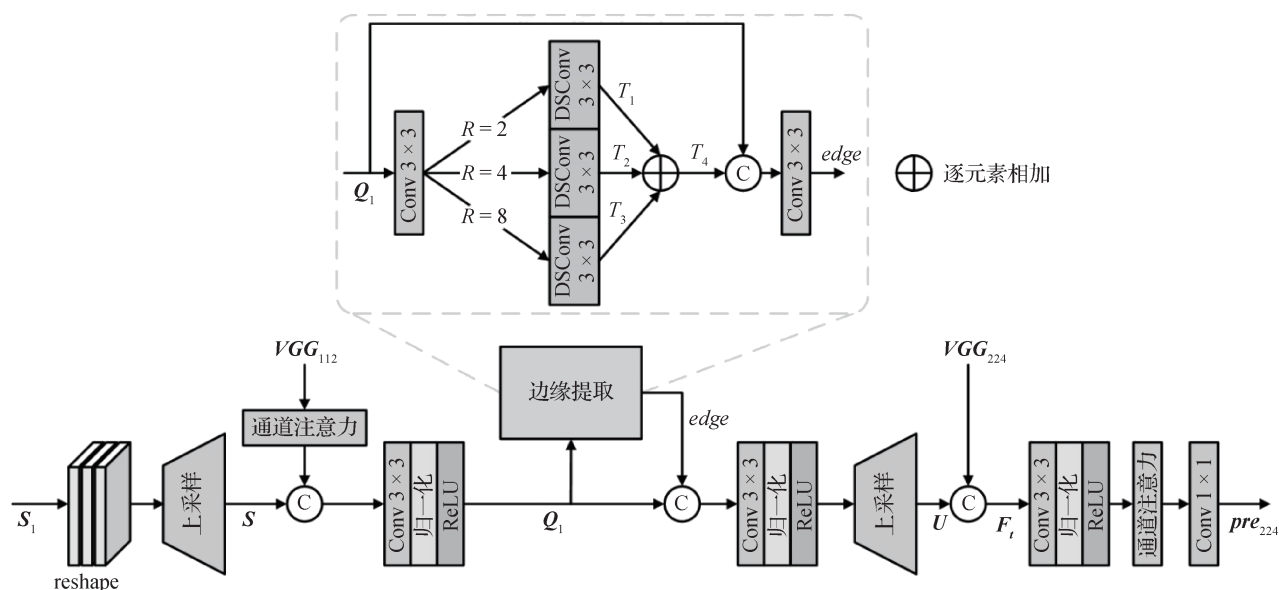 Q₁
Conv 3 × 3
R = 2
R = 4
R = 8
DSConv
3 × 3
DSConv
3 × 3
DSConv
3 × 3
T₁
T₂
T₃
T₄
C
Conv 3 × 3
edge
逐元素相加
VGG₁₁₂
通道注意力
边缘提取
edge
VGG₂₂₄
S₁
reshape
上采样
S
C
Conv 3 × 3
归一化
ReLU
Q₁
C
Conv 3 × 3
归一化
ReLU
上采样
U
C
Fₜ
Conv 3 × 3
归一化
ReLU
通道注意力
Conv 1 × 1
pre₂₂₄